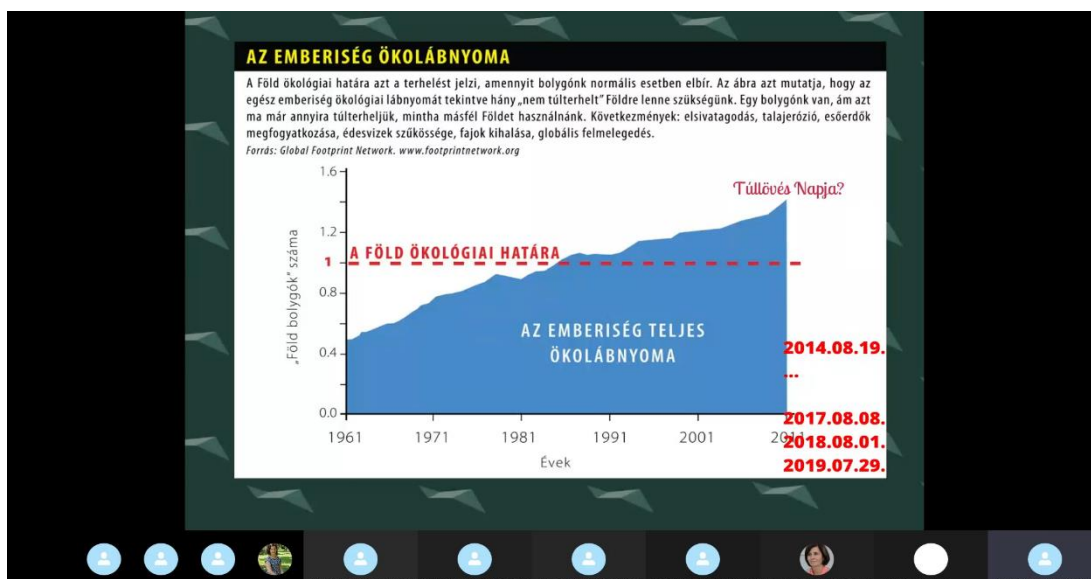 AZ EMBERISÉG ÖKOLÁBNYOMA
A Föld ökológiai határa azt a terhelést jelzi, amennyit bolygónk normális esetben elbír. Az ábra azt mutatja, hogy az
egész emberiség ökológiai lábnyomát tekintve hány „nem túlterhelt” Földre lenne szükségünk. Egy bolygónk van, ám azt
ma már annyira túlterheljük, mintha másfél Földet használnánk. Következmények: elsivatagodás, talajerózió, esőerdők
megfogyatkozása, édesvizek szűkössége, fajok kihalása, globális felmelegedés.
Forrás: Global Footprint Network. www.footprintnetwork.org
1.6
Túllövés Napja?
1.2
A FÖLD ÖKOLÓGIAI HATÁRA
1
0.8
„Föld bolygók” száma
AZ EMBERISÉG TELJES
ÖKOLÁBNYOMA
0.4
2014.08.19.
...
0.0
2017.08.08.
1961 1971 1981 1991 2001 2011
2018.08.01.
Évek
2019.07.29.